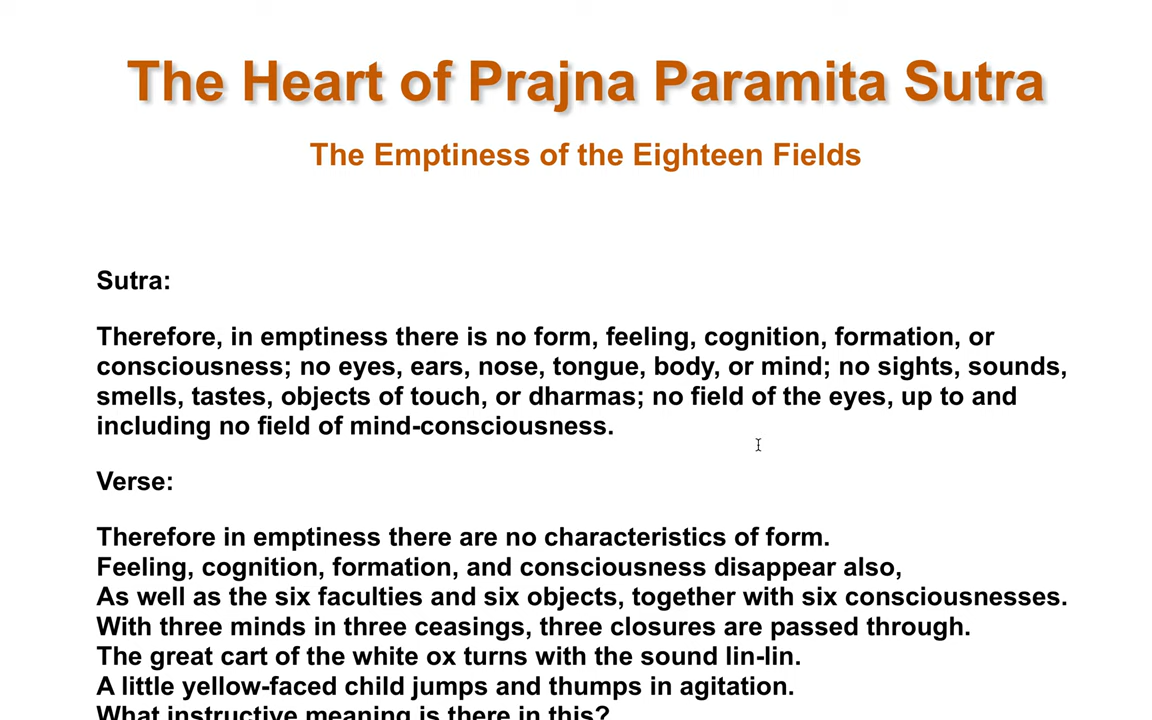 The Heart of Prajna Paramita Sutra
The Emptiness of the Eighteen Fields
Sutra:
Therefore, in emptiness there is no form, feeling, cognition, formation, or
consciousness; no eyes, ears, nose, tongue, body, or mind; no sights, sounds,
smells, tastes, objects of touch, or dharmas; no field of the eyes, up to and
including no field of mind-consciousness.
Verse:
Therefore in emptiness there are no characteristics of form.
Feeling, cognition, formation, and consciousness disappear also,
As well as the six faculties and six objects, together with six consciousnesses.
With three minds in three ceasings, three closures are passed through.
The great cart of the white ox turns with the sound lin-lin.
A little yellow-faced child jumps and thumps in agitation.
What instructive meaning is there in this?